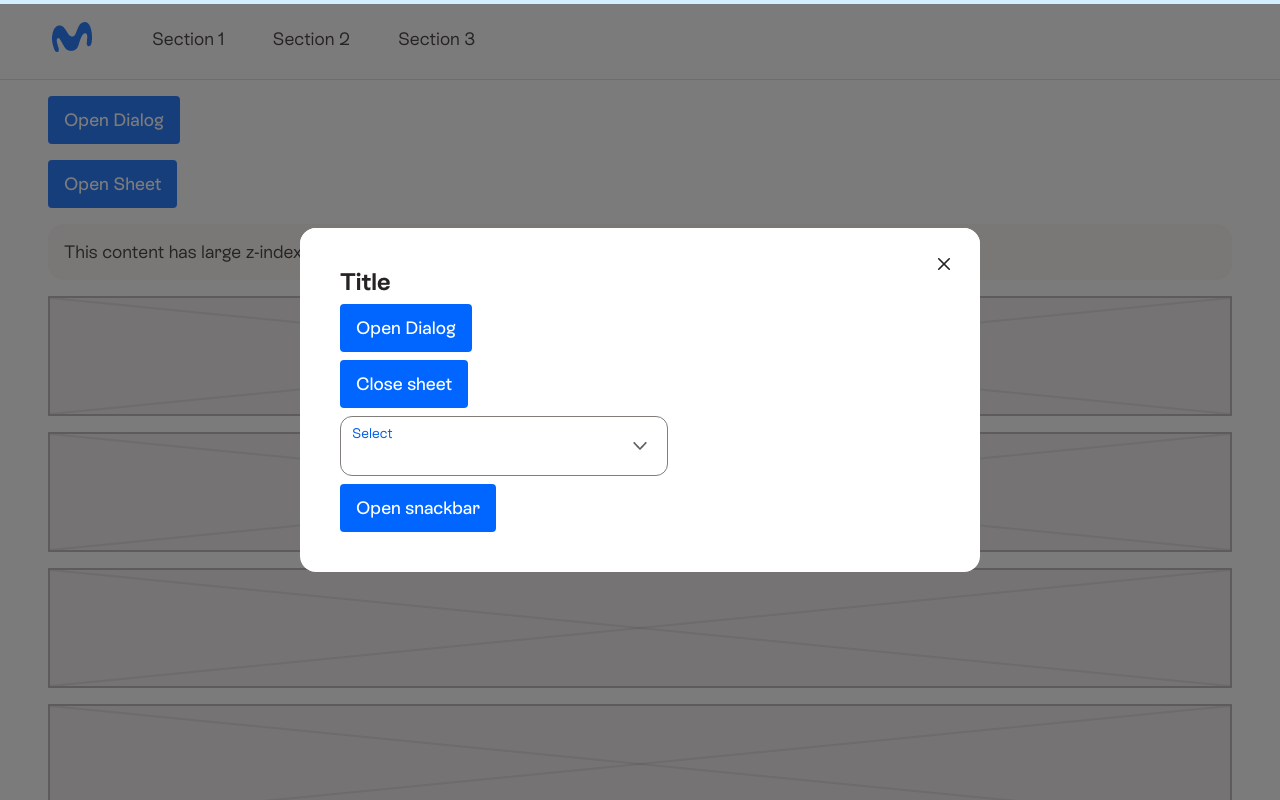 Section 1
Section 2
Section 3
Open Dialog
Open Sheet
This content has large z-index
Title
Open Dialog
Close sheet
Select
Open snackbar